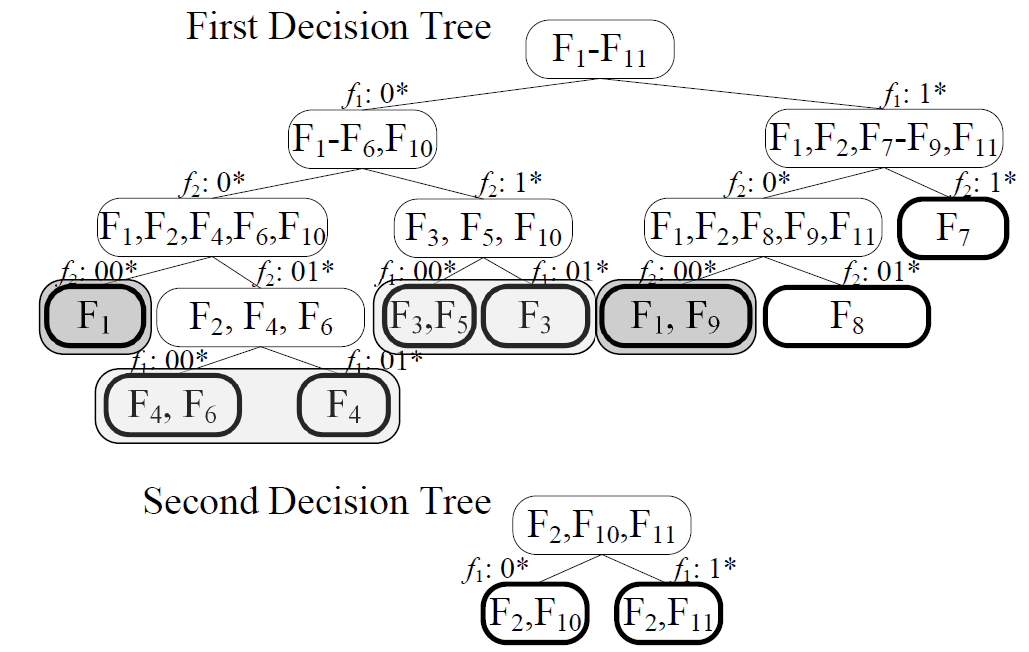 First Decision Tree
F₁-F₁₁
f₁: 0* f₁: 1*
F₁-F₆,F₁₀ F₁,F₂,F₇-F₉,F₁₁
f₂: 0* f₂: 1* f₂: 0* f₂: 1*
F₁,F₂,F₄,F₆,F₁₀ F₃, F₅, F₁₀ F₁,F₂,F₈,F₉,F₁₁ F₇
f₂: 00* f₂: 01* f₁: 00* f₁: 01* f₂: 00* f₂: 01*
F₁ F₂, F₄, F₆ F₃,F₅ F₃ F₁, F₉ F₈
f₁: 00* f₁: 01*
F₄, F₆ F₄
Second Decision Tree
F₂,F₁₀,F₁₁
f₁: 0* f₁: 1*
F₂,F₁₀ F₂,F₁₁